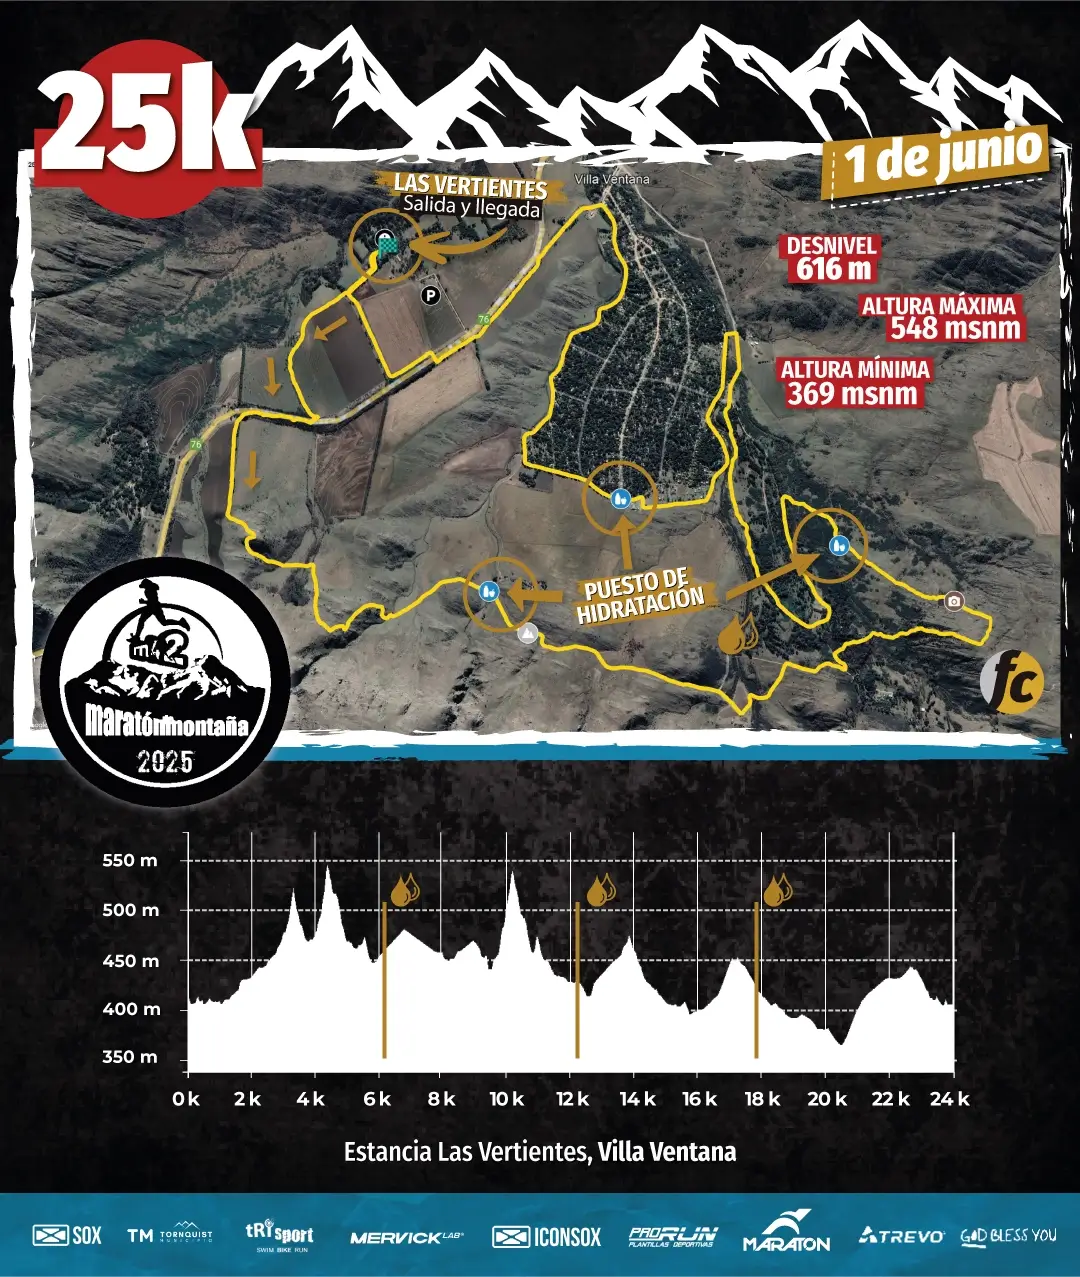 25k
1 de junio
LAS VERTIENTES
Salida y llegada
Villa Ventana
DESNIVEL
616 m
ALTURA MÁXIMA
548 msnm
ALTURA MÍNIMA
369 msnm
P
76
76
PUESTO DE
HIDRATACIÓN
fc
m2
maratónmontaña
2025
550 m
500 m
450 m
400 m
350 m
0 k 2 k 4 k 6 k 8 k 10 k 12 k 14 k 16 k 18 k 20 k 22 k 24 k
Estancia Las Vertientes, Villa Ventana
SOX
TM TORNQUIST
MUNICIPIO
tRI sport
SWIM BIKE RUN
MERVICK LAB®
ICONSOX
PRORUN
PLANTILLAS DEPORTIVAS
MARATON
ATREVO
GOD BLESS YOU